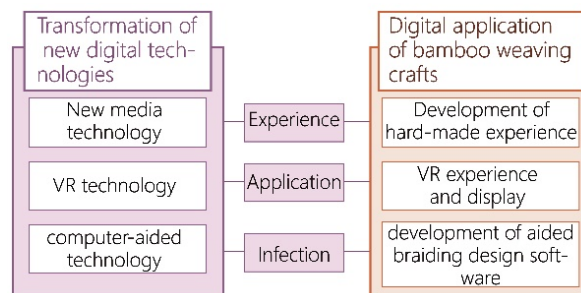 Transformation of
new digital tech-
nologies
Digital application
of bamboo weaving
crafts
New media
technology
Experience
Development of
hard-made experience
VR technology
Application
VR experience
and display
computer-aided
technology
Infection
development of aided
braiding design soft-
ware